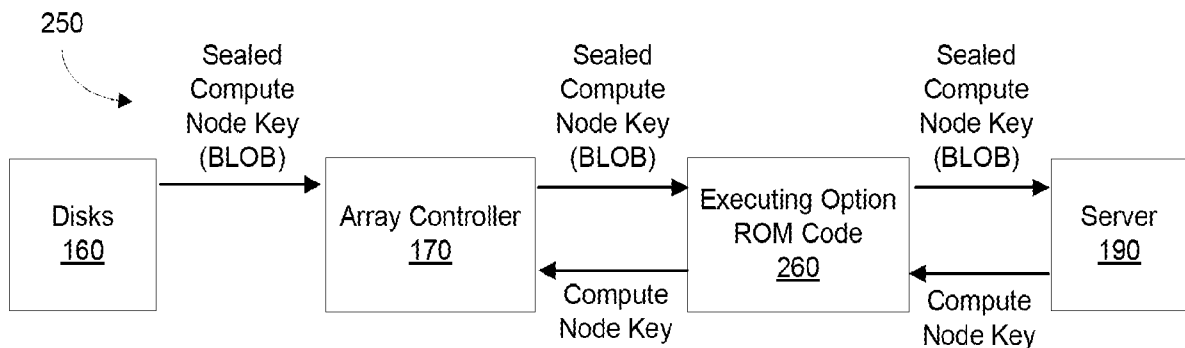 250
Sealed
Compute
Node Key
(BLOB)
Sealed
Compute
Node Key
(BLOB)
Sealed
Compute
Node Key
(BLOB)
Disks
160
Array Controller
170
Executing Option
ROM Code
260
Server
190
Compute
Node Key
Compute
Node Key